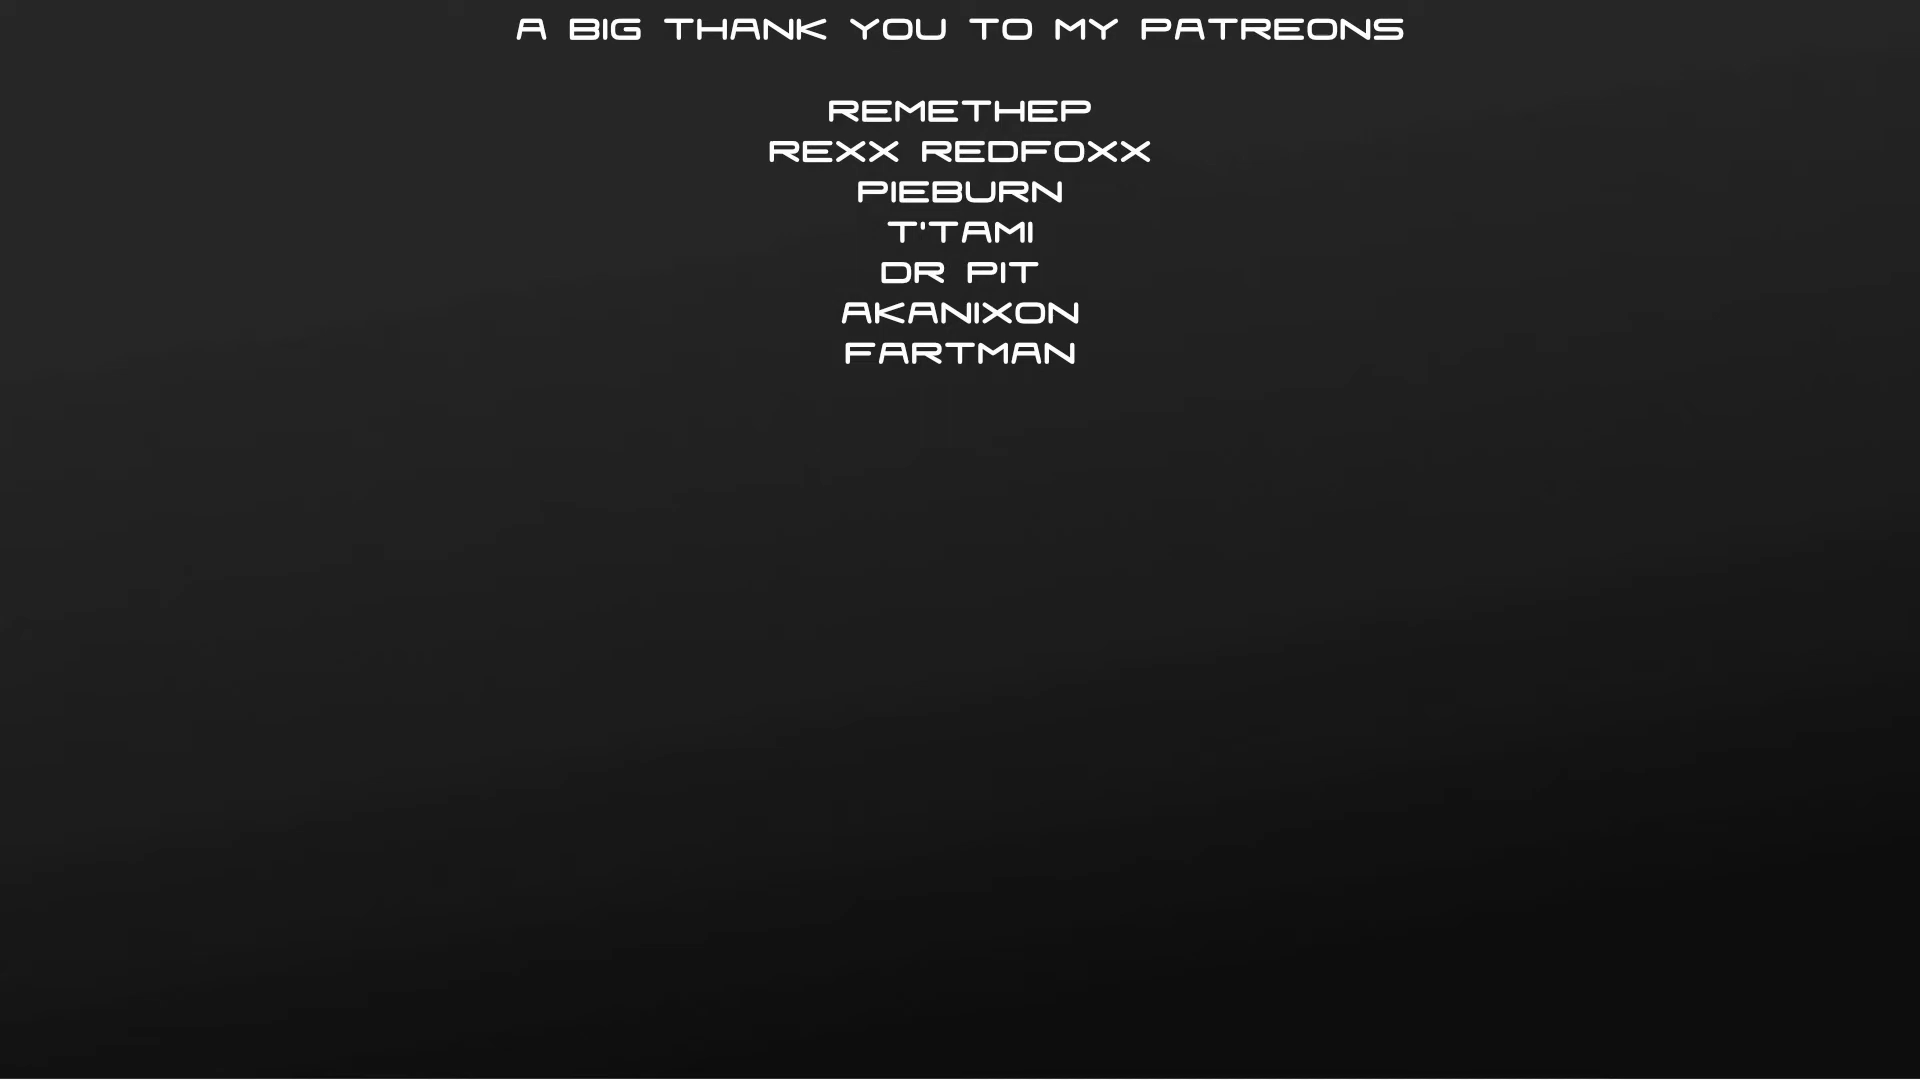 A BIG THANK YOU TO MY PATREONS
REMETHEP
REXX REDFOXX
PIEBURN
T'TAMI
DR PIT
AKANIXON
FARTMAN